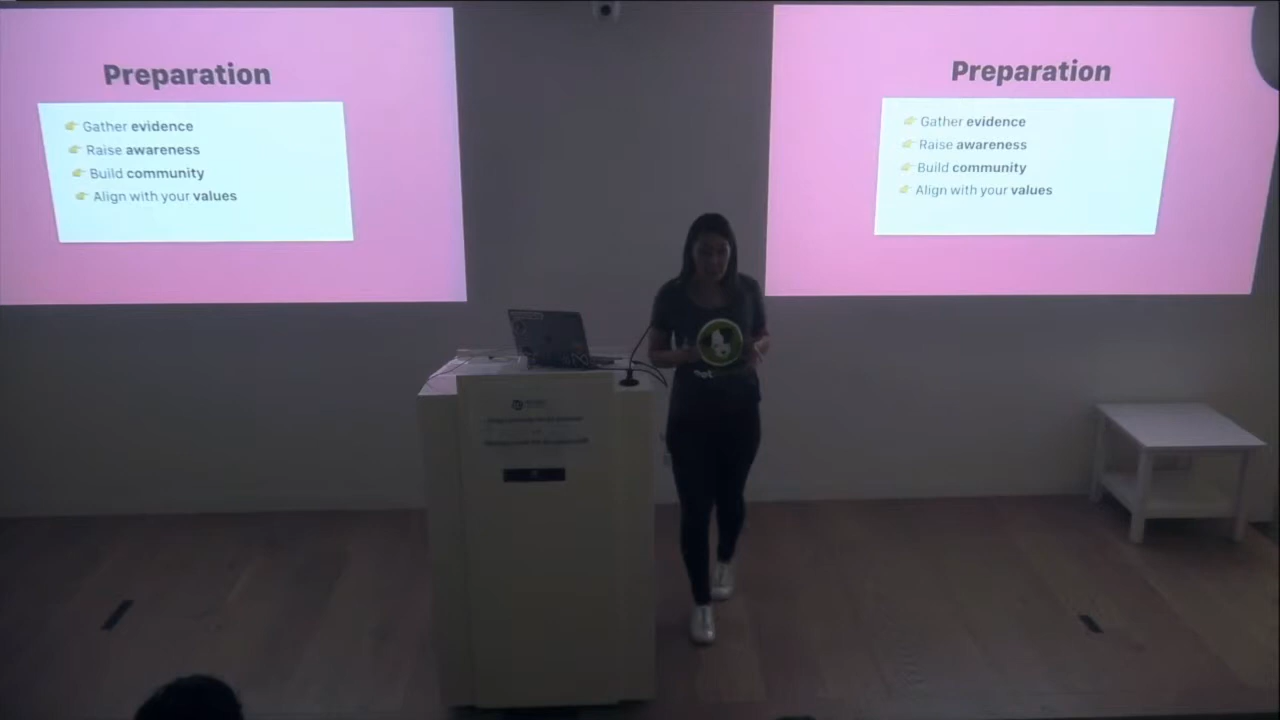 Preparation
👉 Gather evidence
👉 Raise awareness
👉 Build community
👉 Align with your values
Preparation
👉 Gather evidence
👉 Raise awareness
👉 Build community
👉 Align with your values